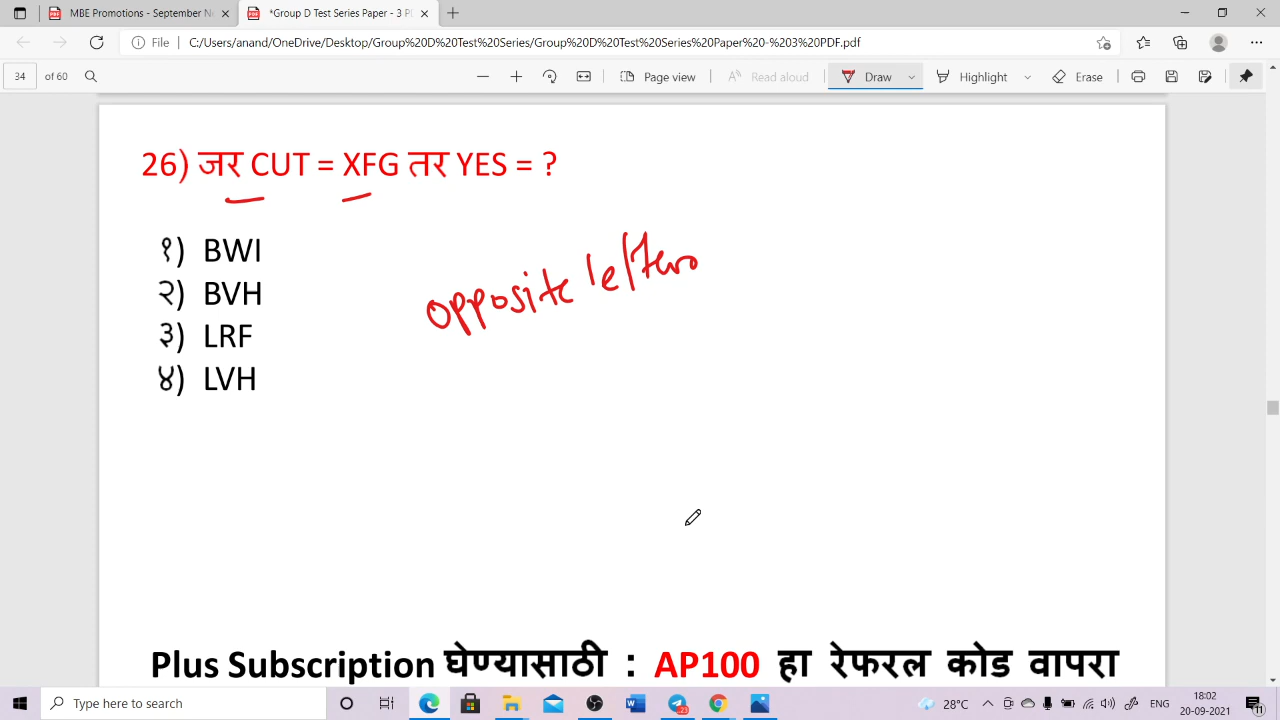 MBE Promotions - November N
*Group D Test Series Paper - 3 PD
File
C:/Users/anand/OneDrive/Desktop/Group%20D%20Test%20Series/Group%20D%20Test%20Series%20Paper%20-%203%20PDF.pdf
34 of 60
Page view
Read aloud
Draw
Highlight
Erase
26) जर CUT = XFG तर YES = ?
१) BWI
२) BVH
३) LRF
४) LVH
opposite letters
Plus Subscription घेण्यासाठी : AP100 हा रेफरल कोड वापरा
Type here to search
28°C
ENG
18:02
20-09-2021